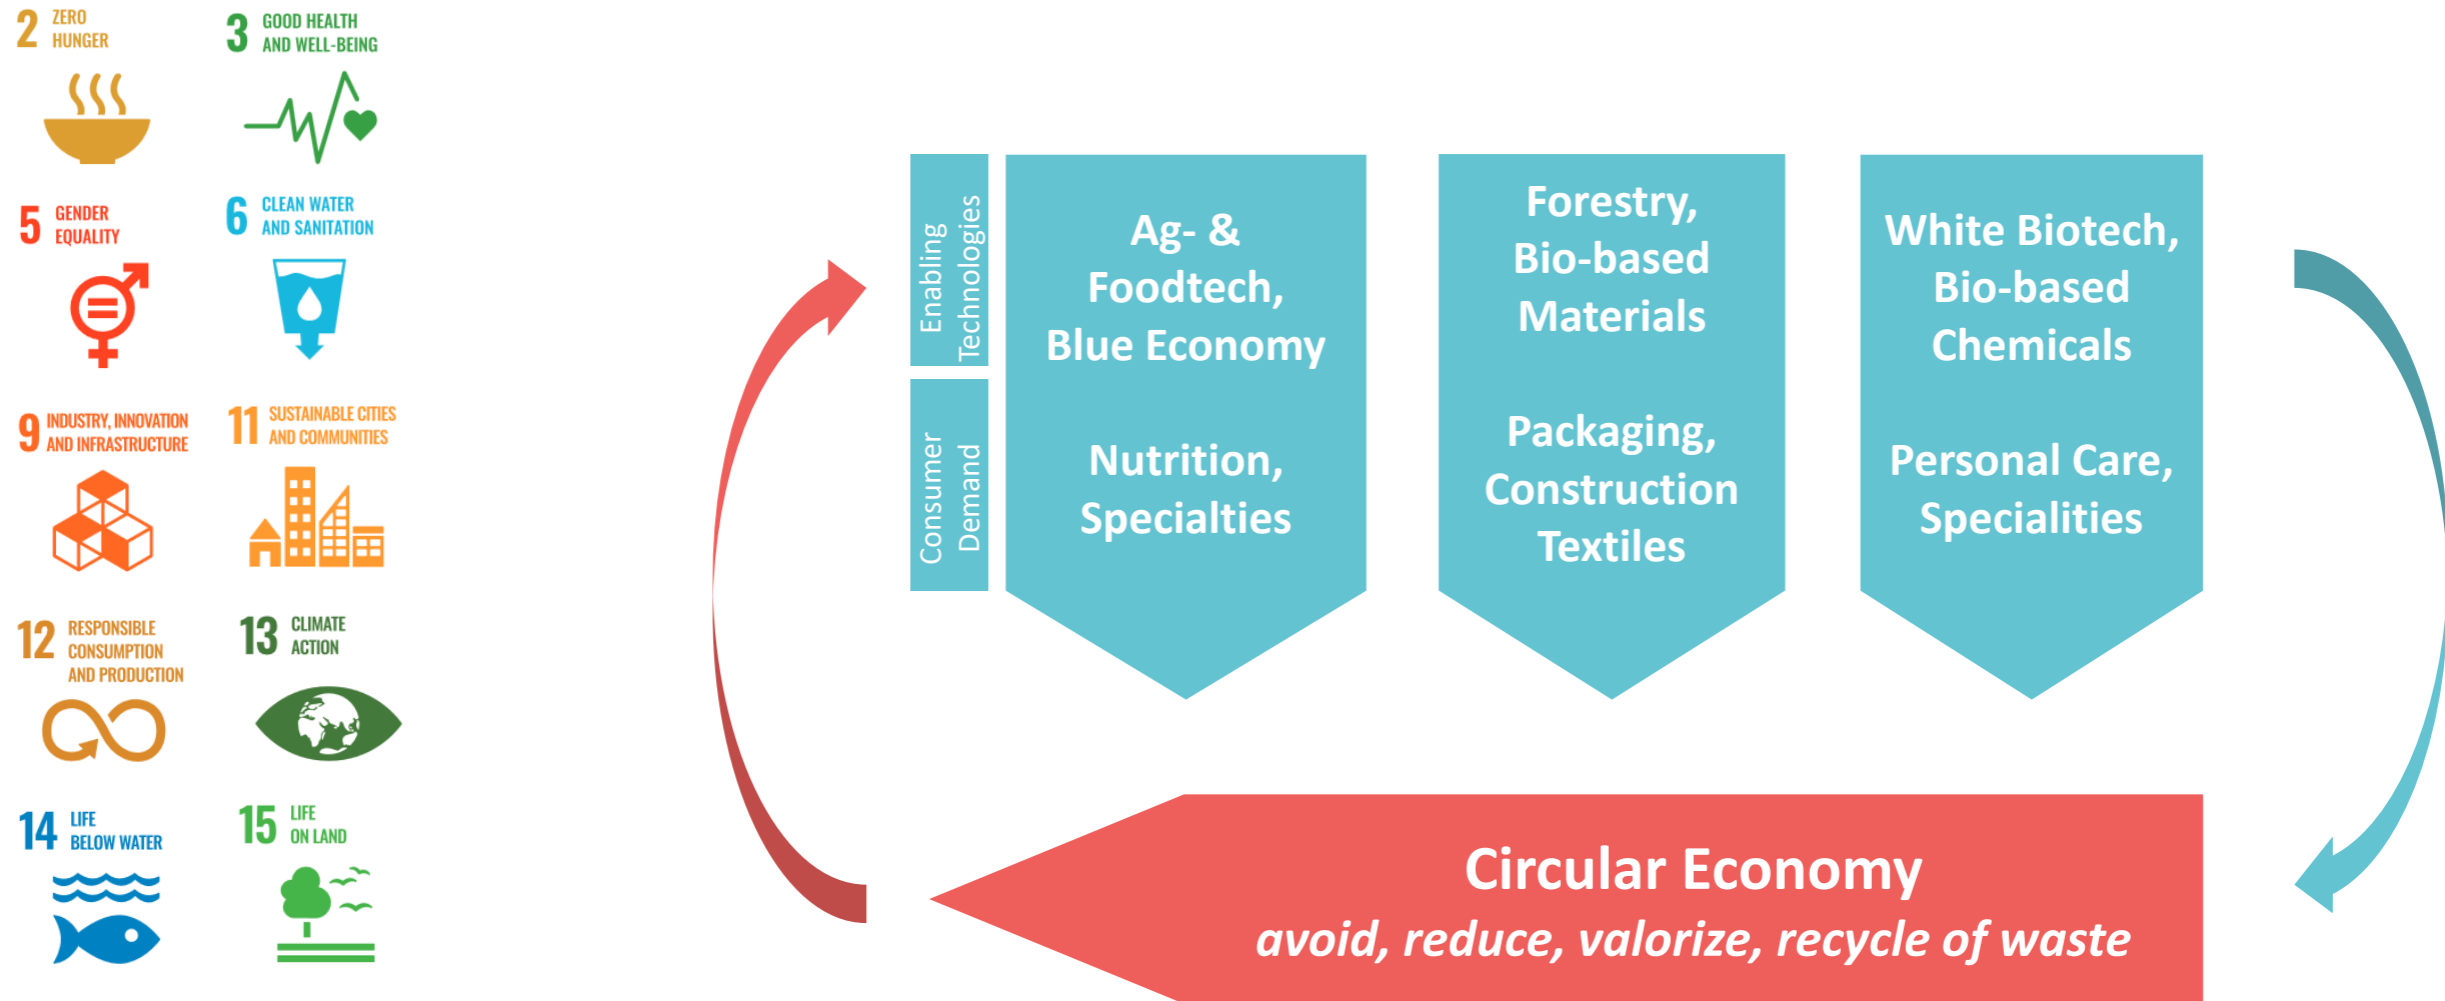 2 ZERO
HUNGER
3 GOOD HEALTH
AND WELL-BEING
5 GENDER
EQUALITY
6 CLEAN WATER
AND SANITATION
9 INDUSTRY, INNOVATION
AND INFRASTRUCTURE
11 SUSTAINABLE CITIES
AND COMMUNITIES
12 RESPONSIBLE
CONSUMPTION
AND PRODUCTION
13 CLIMATE
ACTION
14 LIFE
BELOW WATER
15 LIFE
ON LAND
Enabling
Technologies
Consumer
Demand
Ag- &
Foodtech,
Blue Economy
Nutrition,
Specialties
Forestry,
Bio-based
Materials
Packaging,
Construction
Textiles
White Biotech,
Bio-based
Chemicals
Personal Care,
Specialities
Circular Economy
avoid, reduce, valorize, recycle of waste